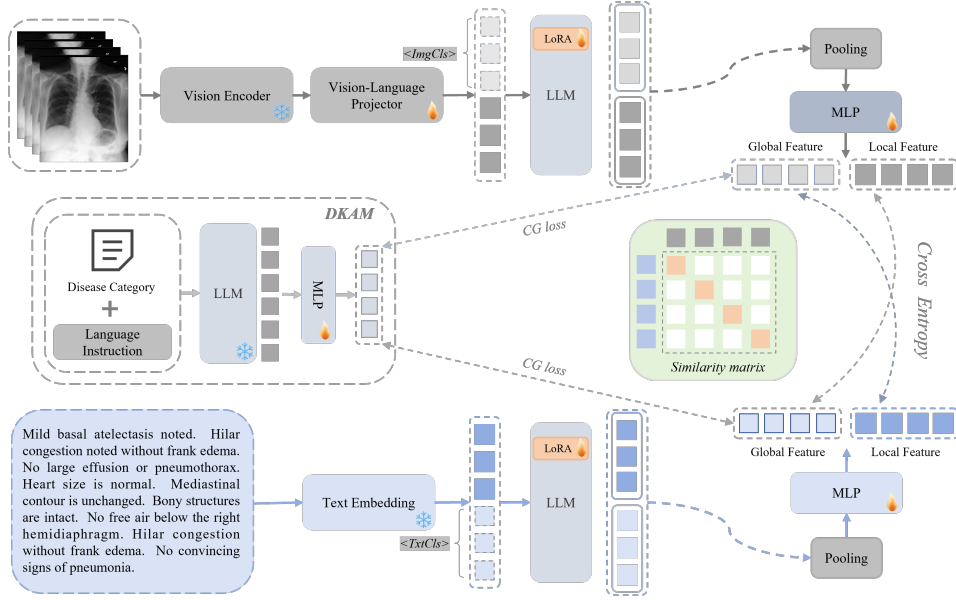 <ImgCls>
LoRA
LLM
Pooling
Vision Encoder
Vision-Language
Projector
MLP
Global Feature
Local Feature
DKAM
CG loss
Disease Category
+
Language
Instruction
LLM
MLP
Similarity matrix
Cross Entropy
CG loss
Mild basal atelectasis noted. Hilar
congestion noted without frank edema.
No large effusion or pneumothorax.
Heart size is normal. Mediastinal
contour is unchanged. Bony structures
are intact. No free air below the right
hemidiaphragm. Hilar congestion
without frank edema. No convincing
signs of pneumonia.
Text Embedding
<TxtCls>
LoRA
LLM
Global Feature
Local Feature
MLP
Pooling